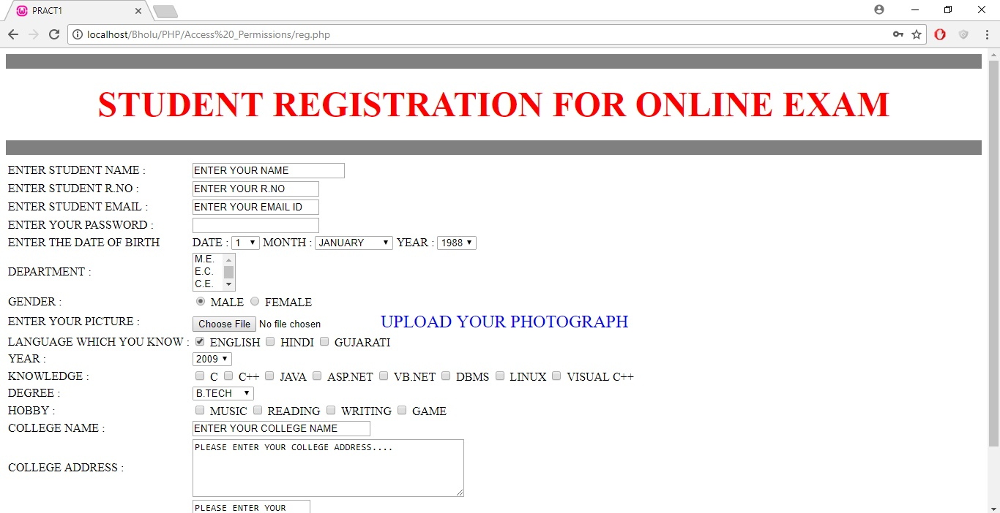 PRACT1
localhost/Bholu/PHP/Access%20_Permissions/reg.php
STUDENT REGISTRATION FOR ONLINE EXAM
ENTER STUDENT NAME : ENTER YOUR NAME
ENTER STUDENT R.NO : ENTER YOUR R.NO
ENTER STUDENT EMAIL : ENTER YOUR EMAIL ID
ENTER YOUR PASSWORD :
ENTER THE DATE OF BIRTH DATE : 1 MONTH : JANUARY YEAR : 1988
M.E.
DEPARTMENT : E.C.
C.E.
GENDER : MALE FEMALE
ENTER YOUR PICTURE : Choose File No file chosen UPLOAD YOUR PHOTOGRAPH
LANGUAGE WHICH YOU KNOW : ENGLISH HINDI GUJARATI
YEAR : 2009
KNOWLEDGE : C C++ JAVA ASP.NET VB.NET DBMS LINUX VISUAL C++
DEGREE : B.TECH
HOBBY : MUSIC READING WRITING GAME
COLLEGE NAME : ENTER YOUR COLLEGE NAME
PLEASE ENTER YOUR COLLEGE ADDRESS....
COLLEGE ADDRESS :
PLEASE ENTER YOUR